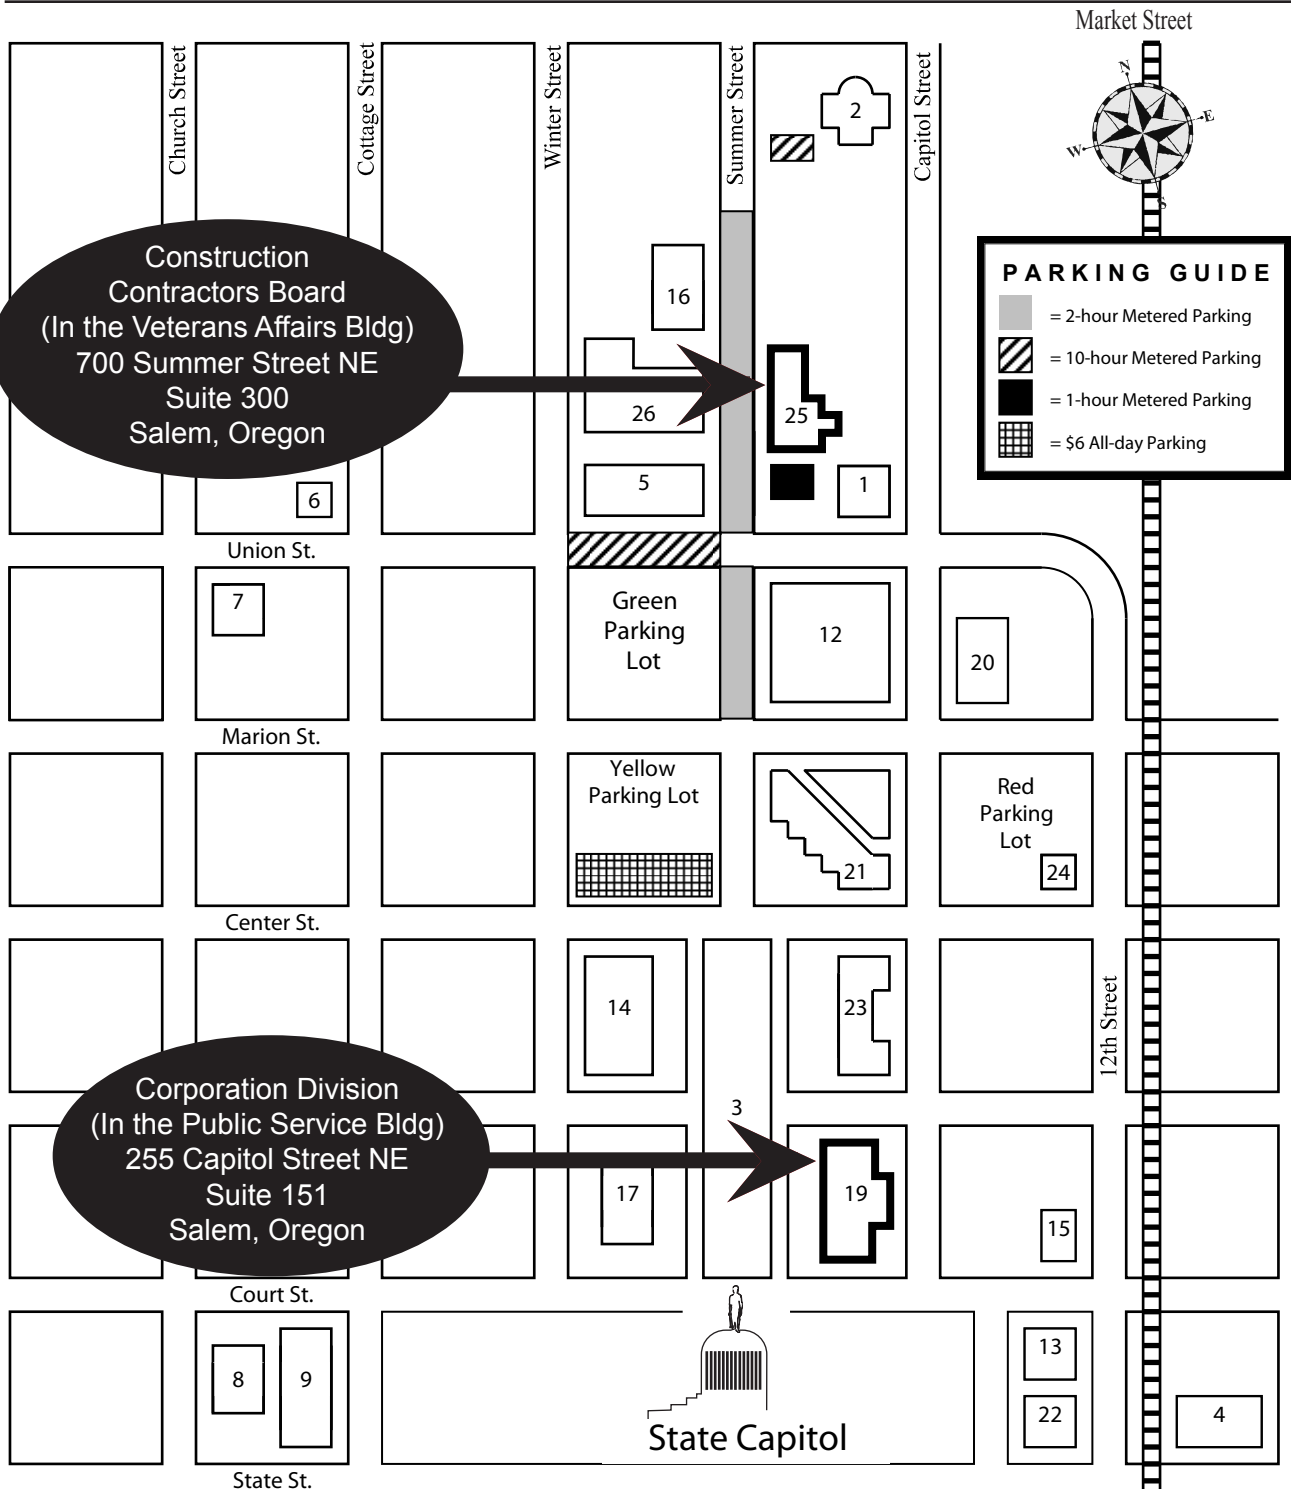 Market Street
Church Street
Cottage Street
Winter Street
Summer Street
Capitol Street
N
E
W
S
2
PARKING GUIDE
= 2-hour Metered Parking
= 10-hour Metered Parking
= 1-hour Metered Parking
= $6 All-day Parking
Construction
Contractors Board
(In the Veterans Affairs Bldg)
700 Summer Street NE
Suite 300
Salem, Oregon
16
26
25
5
1
6
Union St.
7
Green
Parking
Lot
12
20
Marion St.
Yellow
Parking Lot
21
Red
Parking
Lot
24
Center St.
14
23
12th Street
3
Corporation Division
(In the Public Service Bldg)
255 Capitol Street NE
Suite 151
Salem, Oregon
17
19
15
Court St.
8
9
State Capitol
13
22
4
State St.